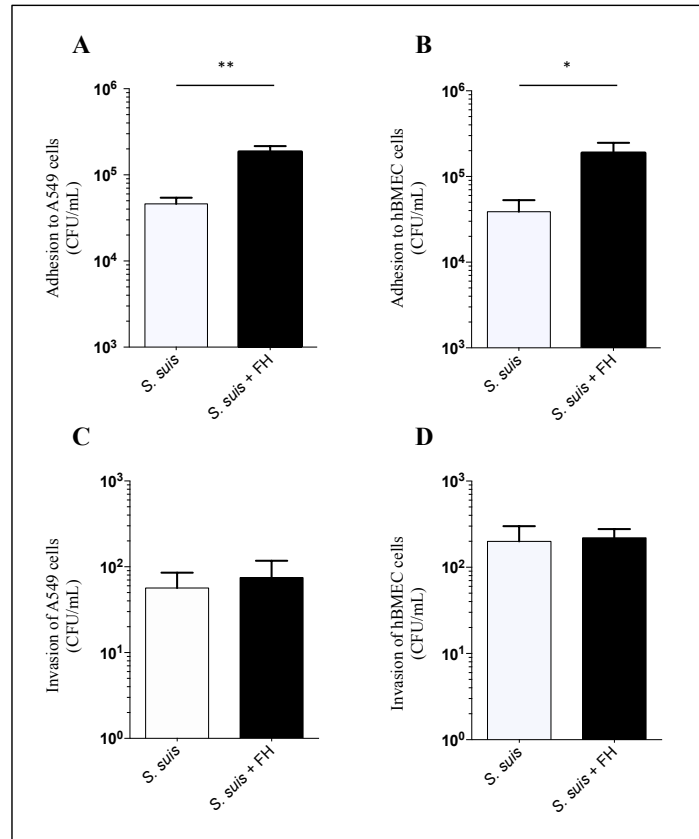 A
**
Adhesion to A549 cells
(CFU/mL)
10⁶
10⁵
10⁴
10³
S. suis
S. suis + FH
B
*
Adhesion to hBMEC cells
(CFU/mL)
10⁶
10⁵
10⁴
10³
S. suis
S. suis + FH
C
Invasion of A549 cells
(CFU/mL)
10³
10²
10¹
10⁰
S. suis
S. suis + FH
D
Invasion of hBMEC cells
(CFU/mL)
10³
10²
10¹
10⁰
S. suis
S. suis + FH